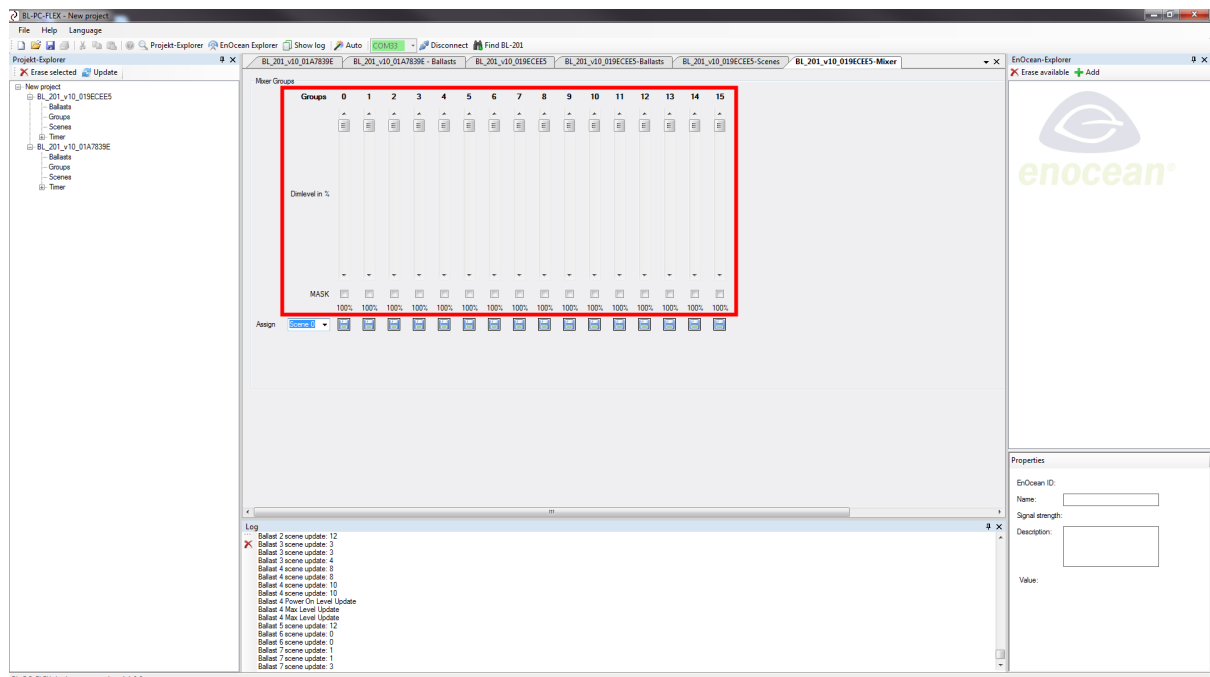 BL-PC-FLEX - New project
File Help Language
Projekt-Explorer EnOcean Explorer Show log Auto COM33 Disconnect Find BL-201
Projekt-Explorer
Erase selected Update
New project
BL_201_v10_019ECEE5
Ballasts
Groups
Scenes
Timer
BL_201_v10_01A7839E
Ballasts
Groups
Scenes
Timer
BL_201_v10_01A7839E BL_201_v10_01A7839E - Ballasts BL_201_v10_019ECEE5 BL_201_v10_019ECEE5-Ballasts BL_201_v10_019ECEE5-Scenes BL_201_v10_019ECEE5-Mixer
Mixer Groups
Groups 0 1 2 3 4 5 6 7 8 9 10 11 12 13 14 15
Dimlevel in %
MASK
100% 100% 100% 100% 100% 100% 100% 100% 100% 100% 100% 100% 100% 100% 100% 100%
Assign Scene 0
Log
Ballast 2 scene update: 12
Ballast 3 scene update: 3
Ballast 3 scene update: 3
Ballast 3 scene update: 4
Ballast 4 scene update: 8
Ballast 4 scene update: 8
Ballast 4 scene update: 10
Ballast 4 scene update: 10
Ballast 4 Power On Level Update
Ballast 4 Max Level Update
Ballast 4 Max Level Update
Ballast 5 scene update: 12
Ballast 6 scene update: 0
Ballast 6 scene update: 0
Ballast 7 scene update: 1
Ballast 7 scene update: 1
Ballast 7 scene update: 3
EnOcean-Explorer
Erase available Add
enocean®
Properties
EnOcean ID:
Name:
Signal strength:
Description:
Value: